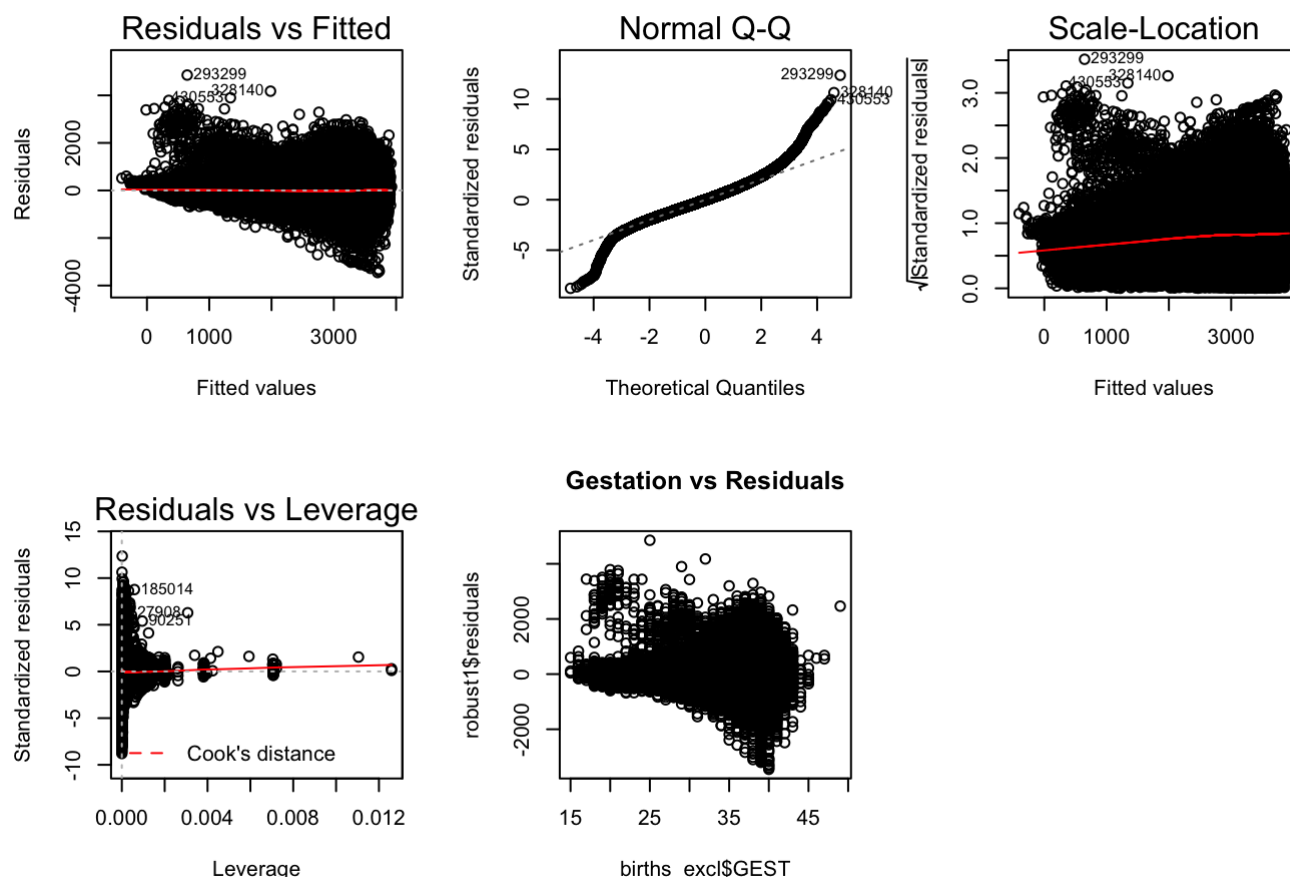 Residuals vs Fitted
Residuals
-4000 0 2000
293299
328140
430553
0 1000 3000
Fitted values
Normal Q-Q
Standardized residuals
-5 0 5 10
293299
328140
430553
-4 -2 0 2 4
Theoretical Quantiles
Scale-Location
√|Standardized residuals|
0.0 1.0 2.0 3.0
293299
328140
430553
0 1000 3000
Fitted values
Residuals vs Leverage
Standardized residuals
-10 -5 0 5 10 15
185014
27908
90251
Cook's distance
0.000 0.004 0.008 0.012
Leverage
Gestation vs Residuals
robust1$residuals
-2000 0 2000
15 25 35 45
births_excl$GEST